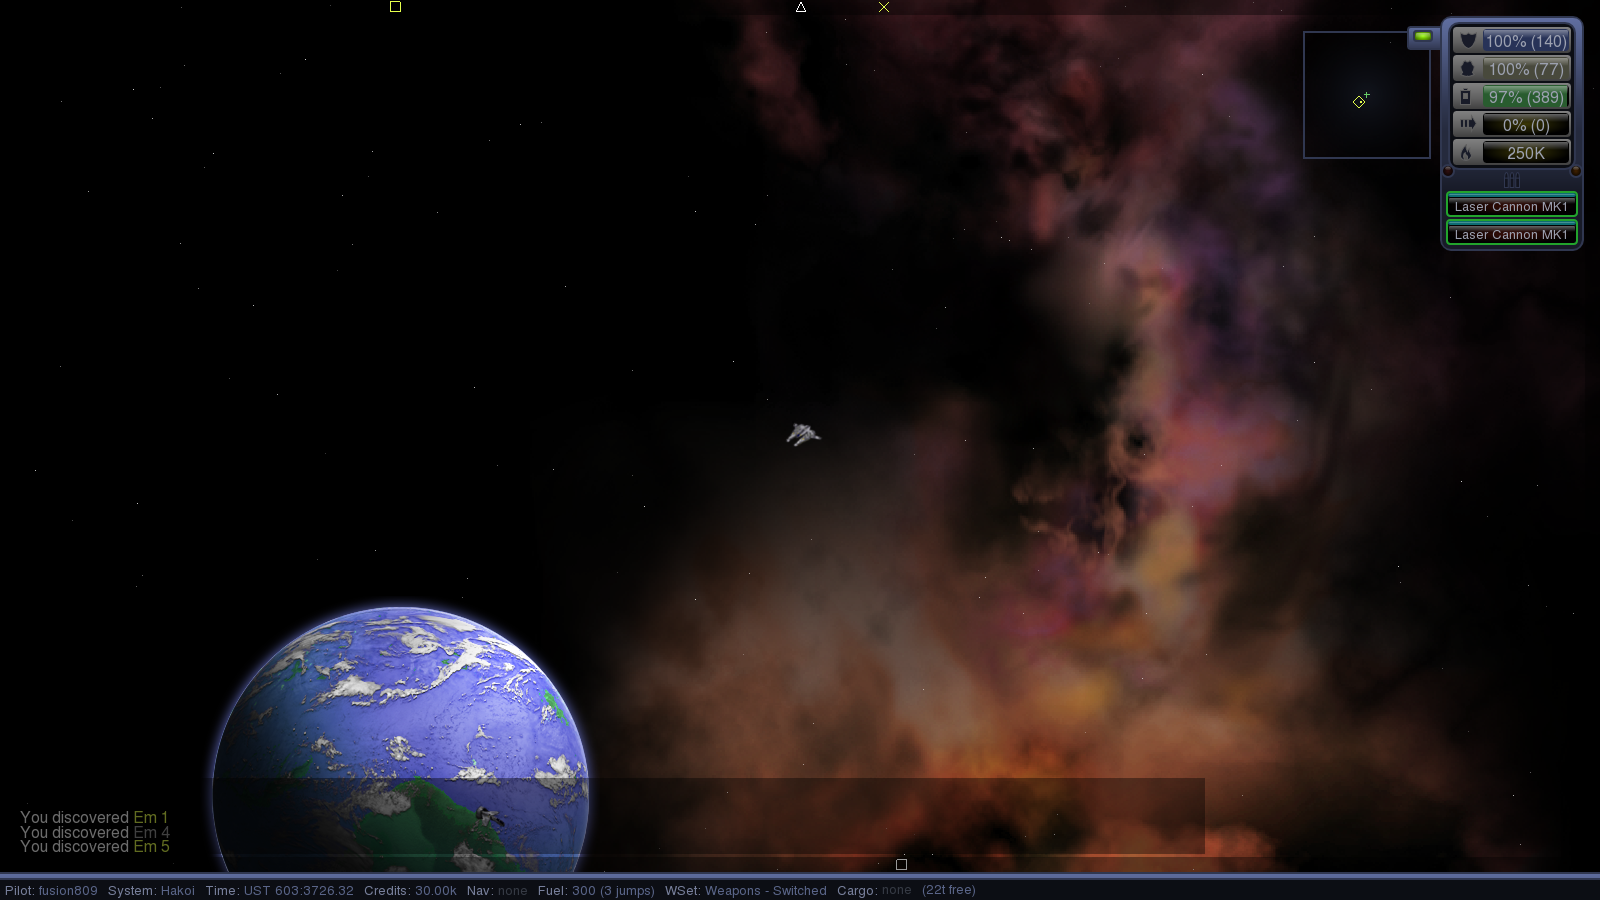 100% (140)
100% (77)
97% (389)
0% (0)
250K
Laser Cannon MK1
Laser Cannon MK1
You discovered Em 1
You discovered Em 4
You discovered Em 5
Pilot: fusion809 System: Hakoi Time: UST 603:3726.32 Credits: 30.00k Nav: none Fuel: 300 (3 jumps) WSet: Weapons - Switched Cargo: none (22t free)